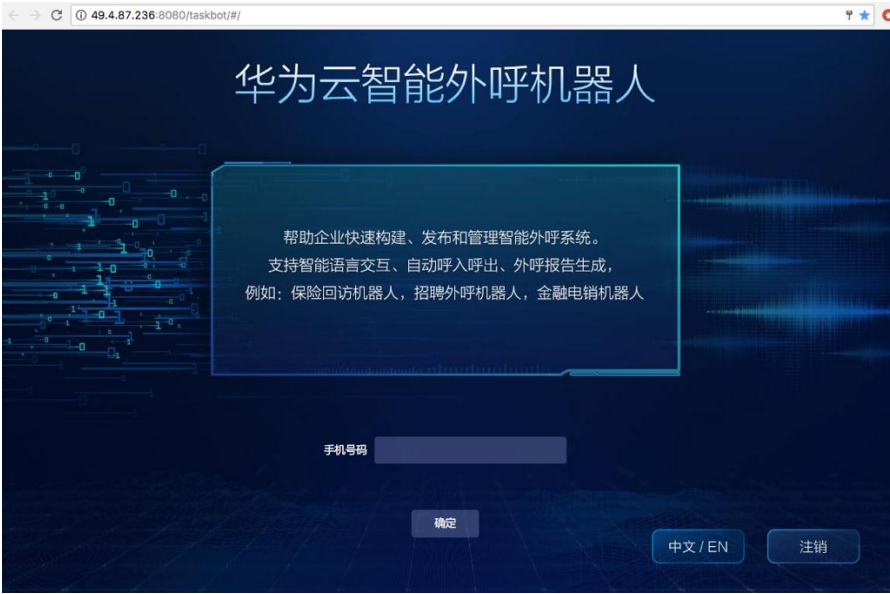 49.4.87.236:8080/taskbot/#/
华为云智能外呼机器人
帮助企业快速构建、发布和管理智能外呼系统。
支持智能语言交互、自动呼入呼出、外呼报告生成，
例如：保险回访机器人，招聘外呼机器人，金融电销机器人
手机号码
确定
中文 / EN
注销